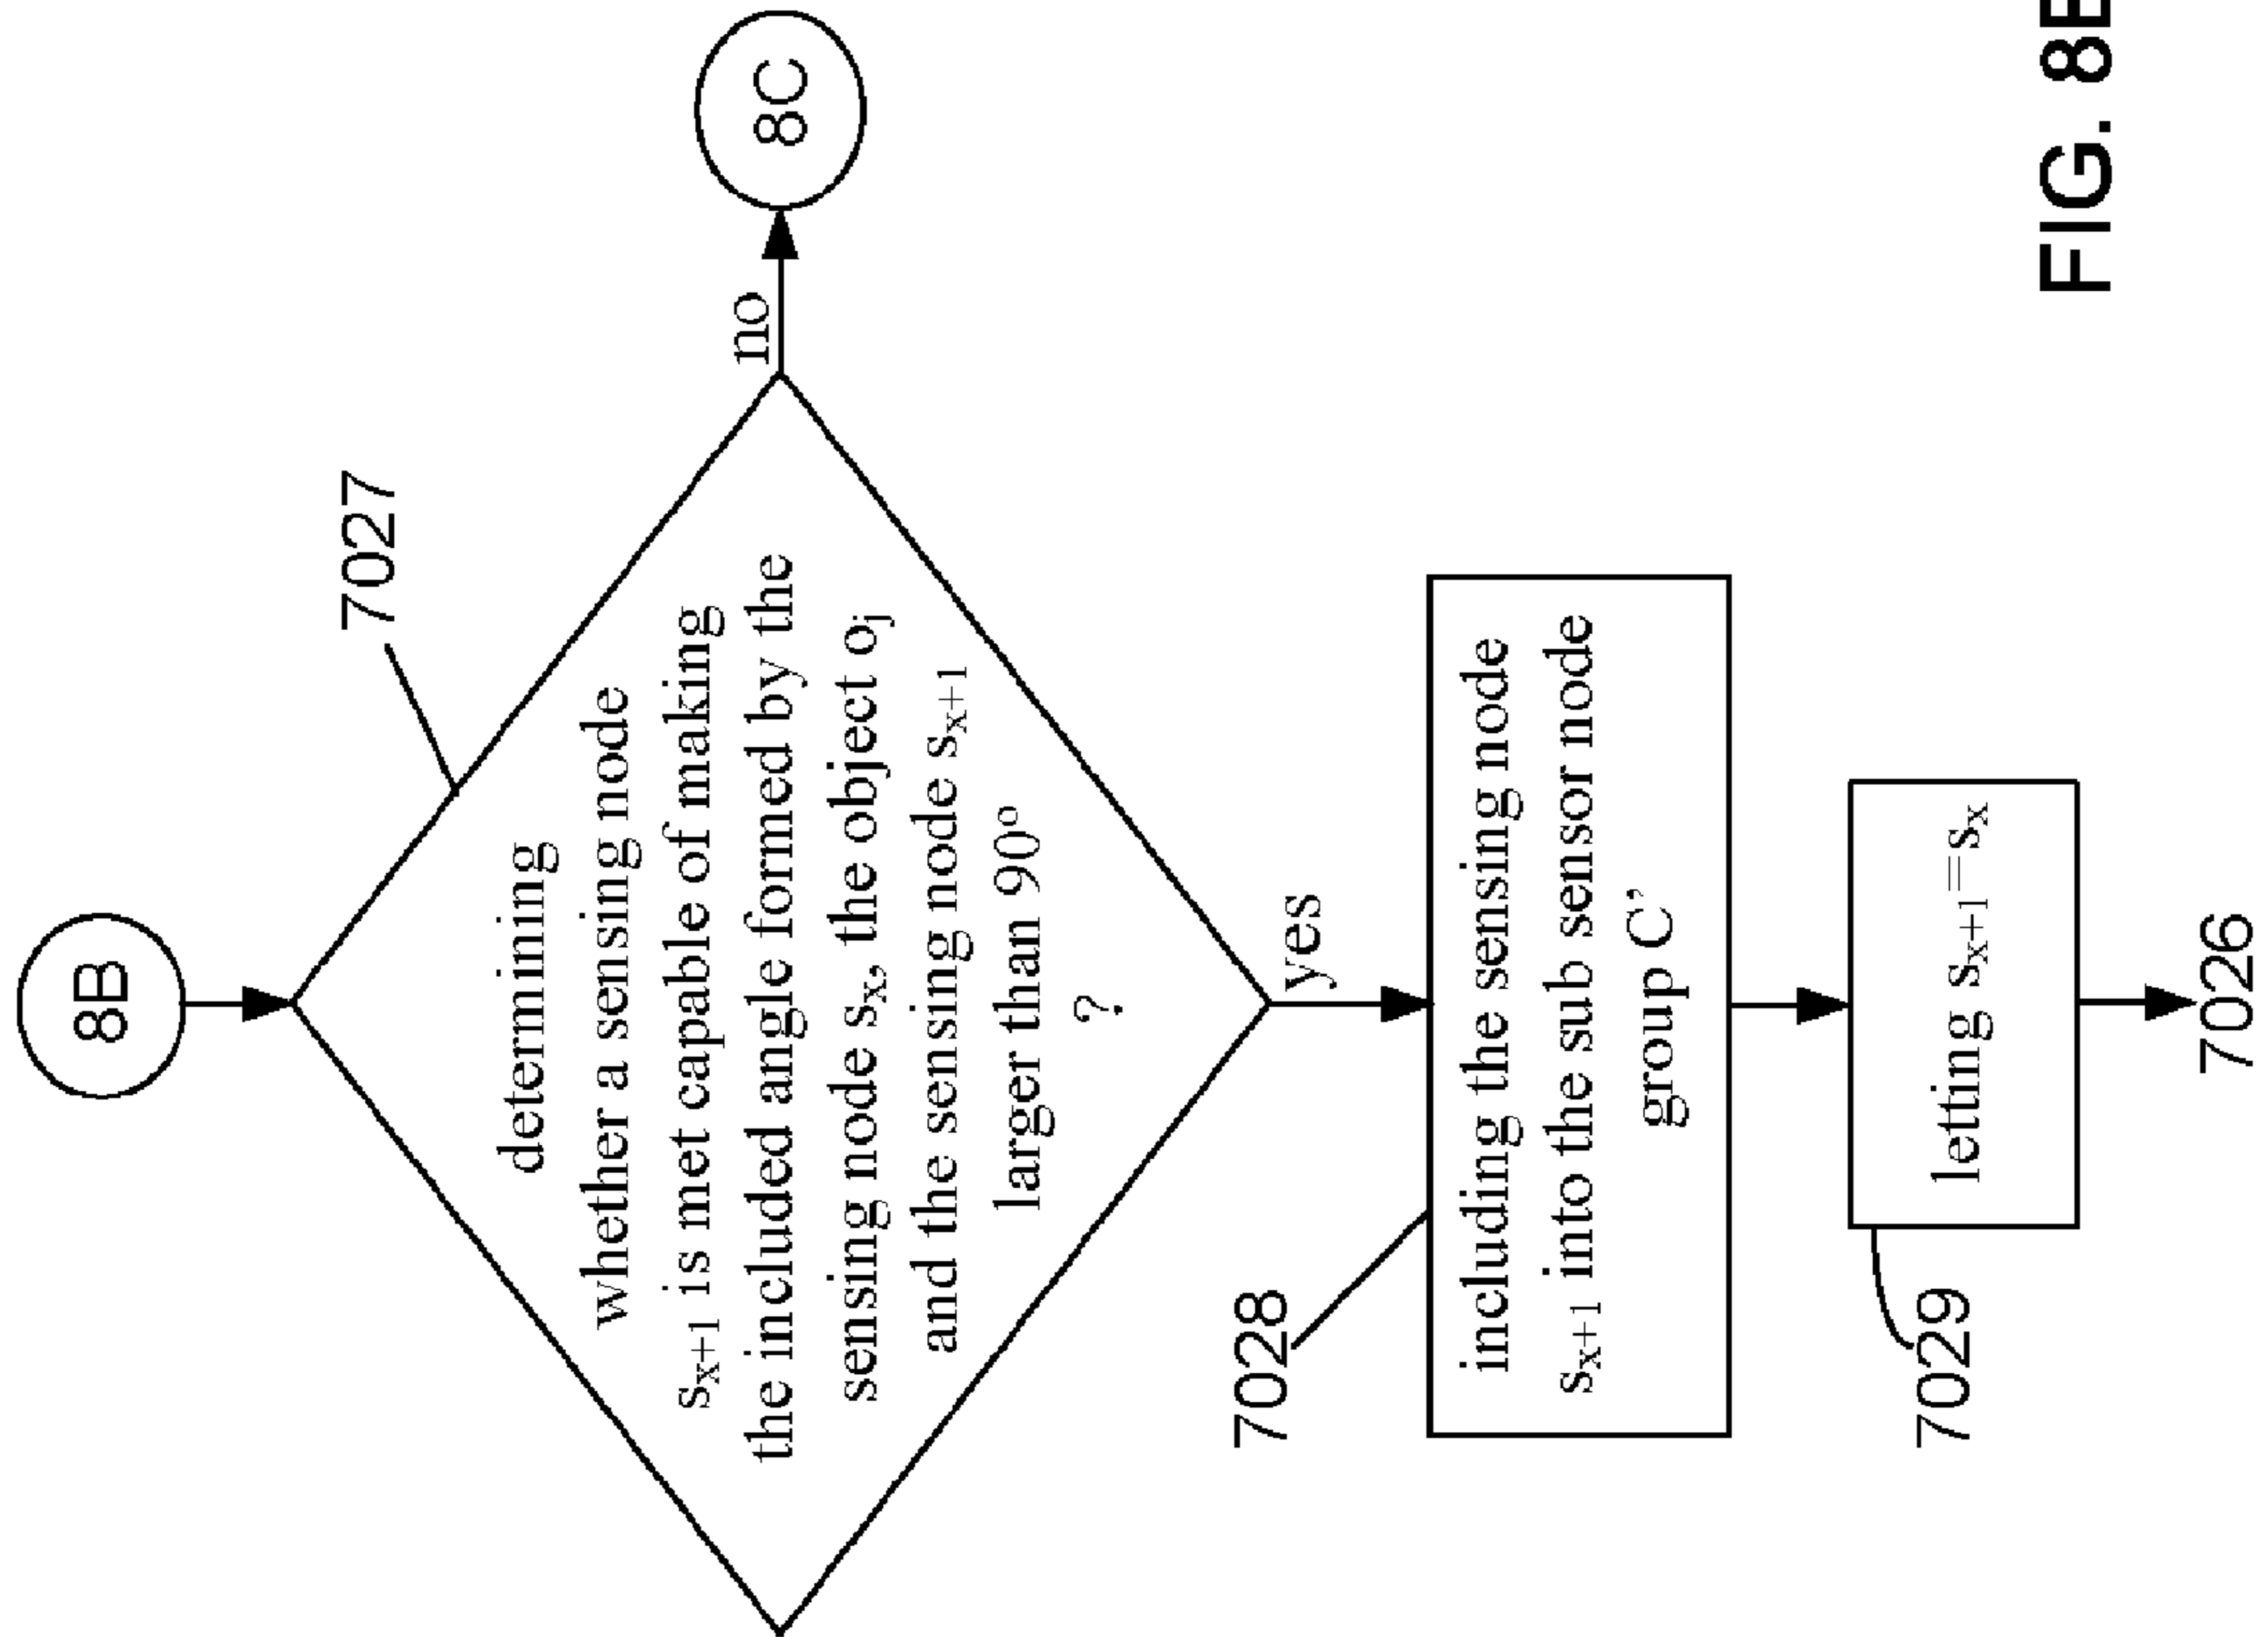 8B
7027
determining
whether a sensing node
sₓ₊₁ is met capable of making
the included angle formed by the
sensing node sₓ, the object oⱼ
and the sensing node sₓ₊₁
larger than 90°
?
no
8C
yes
7028
including the sensing node
sₓ₊₁ into the sub sensor node
group C’
7029
letting sₓ₊₁=sₓ
7026
FIG. 8B